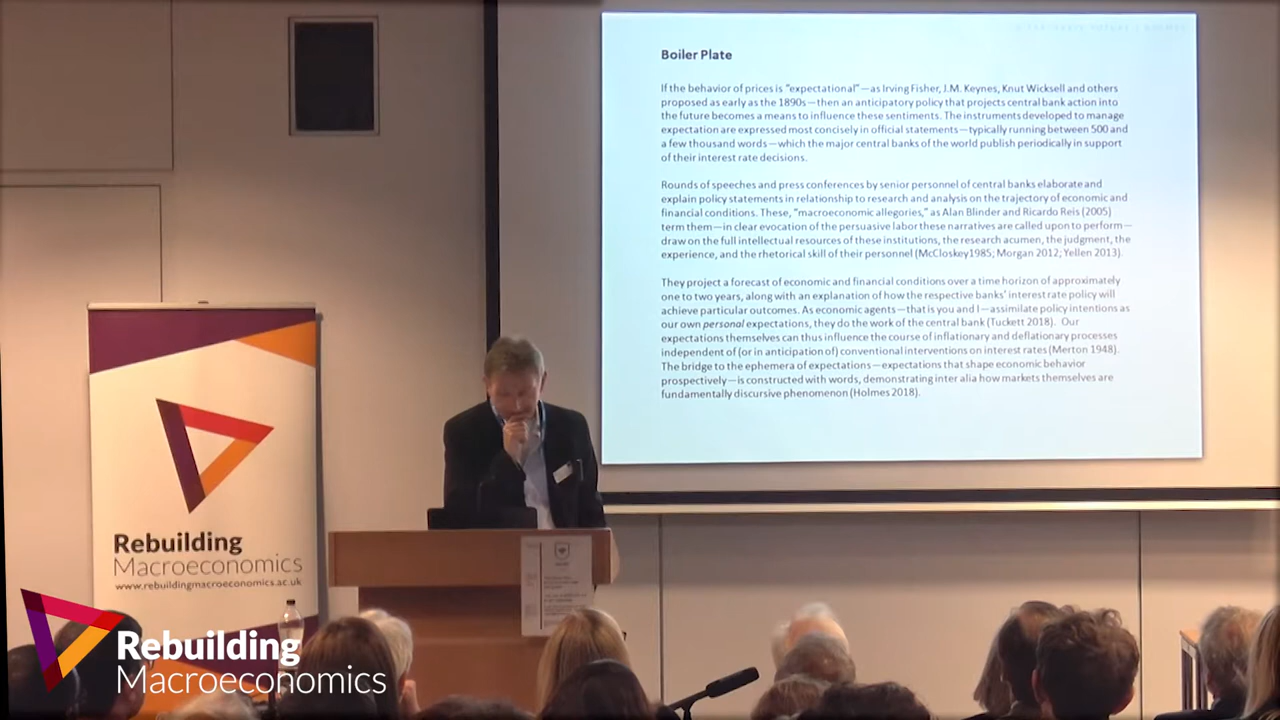 Boiler Plate
If the behavior of prices is "expectational"—as Irving Fisher, J.M. Keynes, Knut Wicksell and others
proposed as early as the 1890s—then an anticipatory policy that projects central bank action into
the future becomes a means to influence these sentiments. The instruments developed to manage
expectation are expressed most concisely in official statements—typically running between 500 and
a few thousand words—which the major central banks of the world publish periodically in support
of their interest rate decisions.
Rounds of speeches and press conferences by senior personnel of central banks elaborate and
explain policy statements in relationship to research and analysis on the trajectory of economic and
financial conditions. These, "macroeconomic allegories," as Alan Blinder and Ricardo Reis (2005)
term them—in clear evocation of the persuasive labor these narratives are called upon to perform—
draw on the full intellectual resources of these institutions, the research acumen, the judgment, the
experience, and the rhetorical skill of their personnel (McCloskey1985; Morgan 2012; Yellen 2013).
They project a forecast of economic and financial conditions over a time horizon of approximately
one to two years, along with an explanation of how the respective banks' interest rate policy will
achieve particular outcomes. As economic agents—that is you and I—assimilate policy intentions as
our own personal expectations, they do the work of the central bank (Tuckett 2018). Our
expectations themselves can thus influence the course of inflationary and deflationary processes
independent of (or in anticipation of) conventional interventions on interest rates (Merton 1948).
The bridge to the ephemera of expectations—expectations that shape economic behavior
prospectively—is constructed with words, demonstrating inter alia how markets themselves are
fundamentally discursive phenomenon (Holmes 2018).
Rebuilding
Macroeconomics
www.rebuildingmacroeconomics.ac.uk
Rebuilding
Macroeconomics